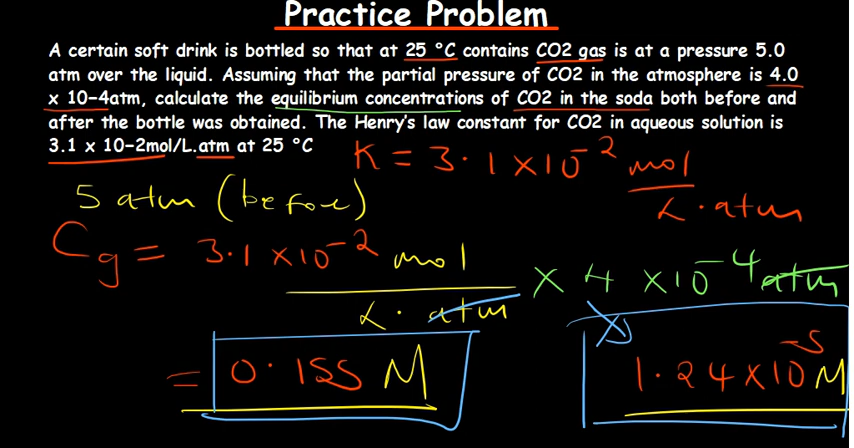 Practice Problem
A certain soft drink is bottled so that at 25 °C contains CO2 gas is at a pressure 5.0
atm over the liquid. Assuming that the partial pressure of CO2 in the atmosphere is 4.0
x 10−4atm, calculate the equilibrium concentrations of CO2 in the soda both before and
after the bottle was obtained. The Henry's law constant for CO2 in aqueous solution is
3.1 x 10−2mol/L.atm at 25 °C
K = 3.1 × 10⁻² mol / L · atm
5 atm (before)
Cg = 3.1 × 10⁻² mol / L · atm × 4 × 10⁻⁴ atm
= 0.155 M
1.24 × 10⁻⁵ M